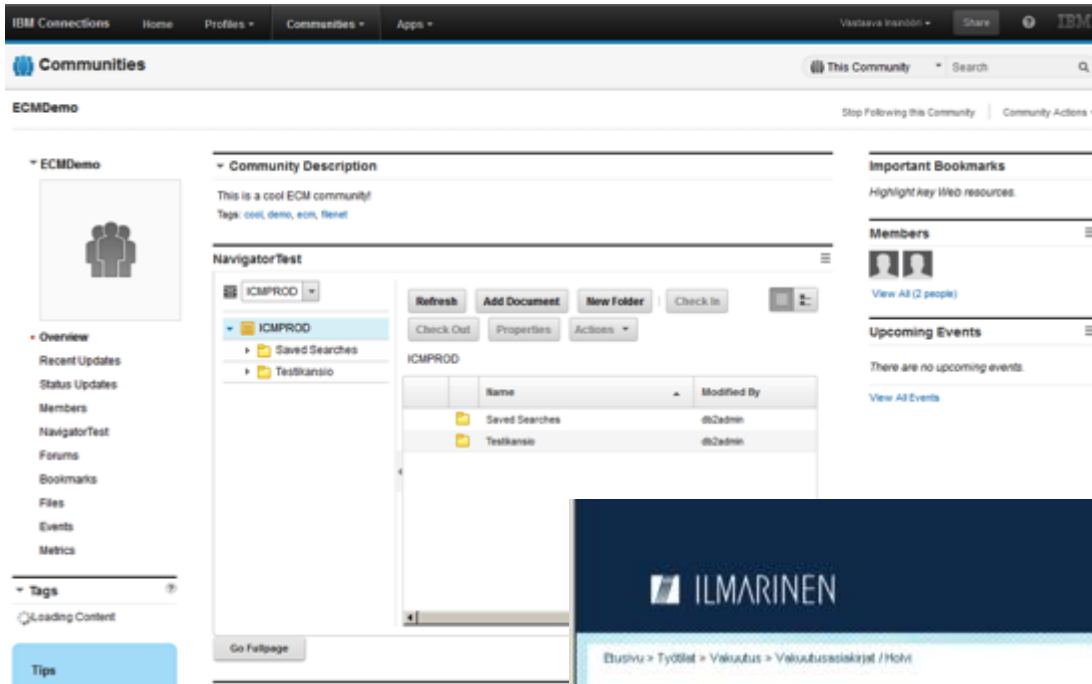 IBM Connections Home Profiles Communities Apps Vastaava Insinööri Share ? IBM
Communities
This Community Search
ECMDemo
Stop Following this Community Community Actions
ECMDemo
Overview
Recent Updates
Status Updates
Members
NavigatorTest
Forums
Bookmarks
Files
Events
Metrics
Tags ?
Loading Content
Tips
Community Description
This is a cool ECM community!
Tags: cool, demo, ecm, filenet
NavigatorTest
ICMPROD
ICMPROD
Saved Searches
Testikansio
Refresh Add Document New Folder Check In
Check Out Properties Actions
ICMPROD
Name Modified By
Saved Searches db2admin
Testikansio db2admin
Go Fullpage
Important Bookmarks
Highlight key Web resources.
Members
View All (2 people)
Upcoming Events
There are no upcoming events.
View All Events
ILMARINEN
Etusivu > Työtilat > Vakuutus > Vakuutusasiakirjat / Holvi